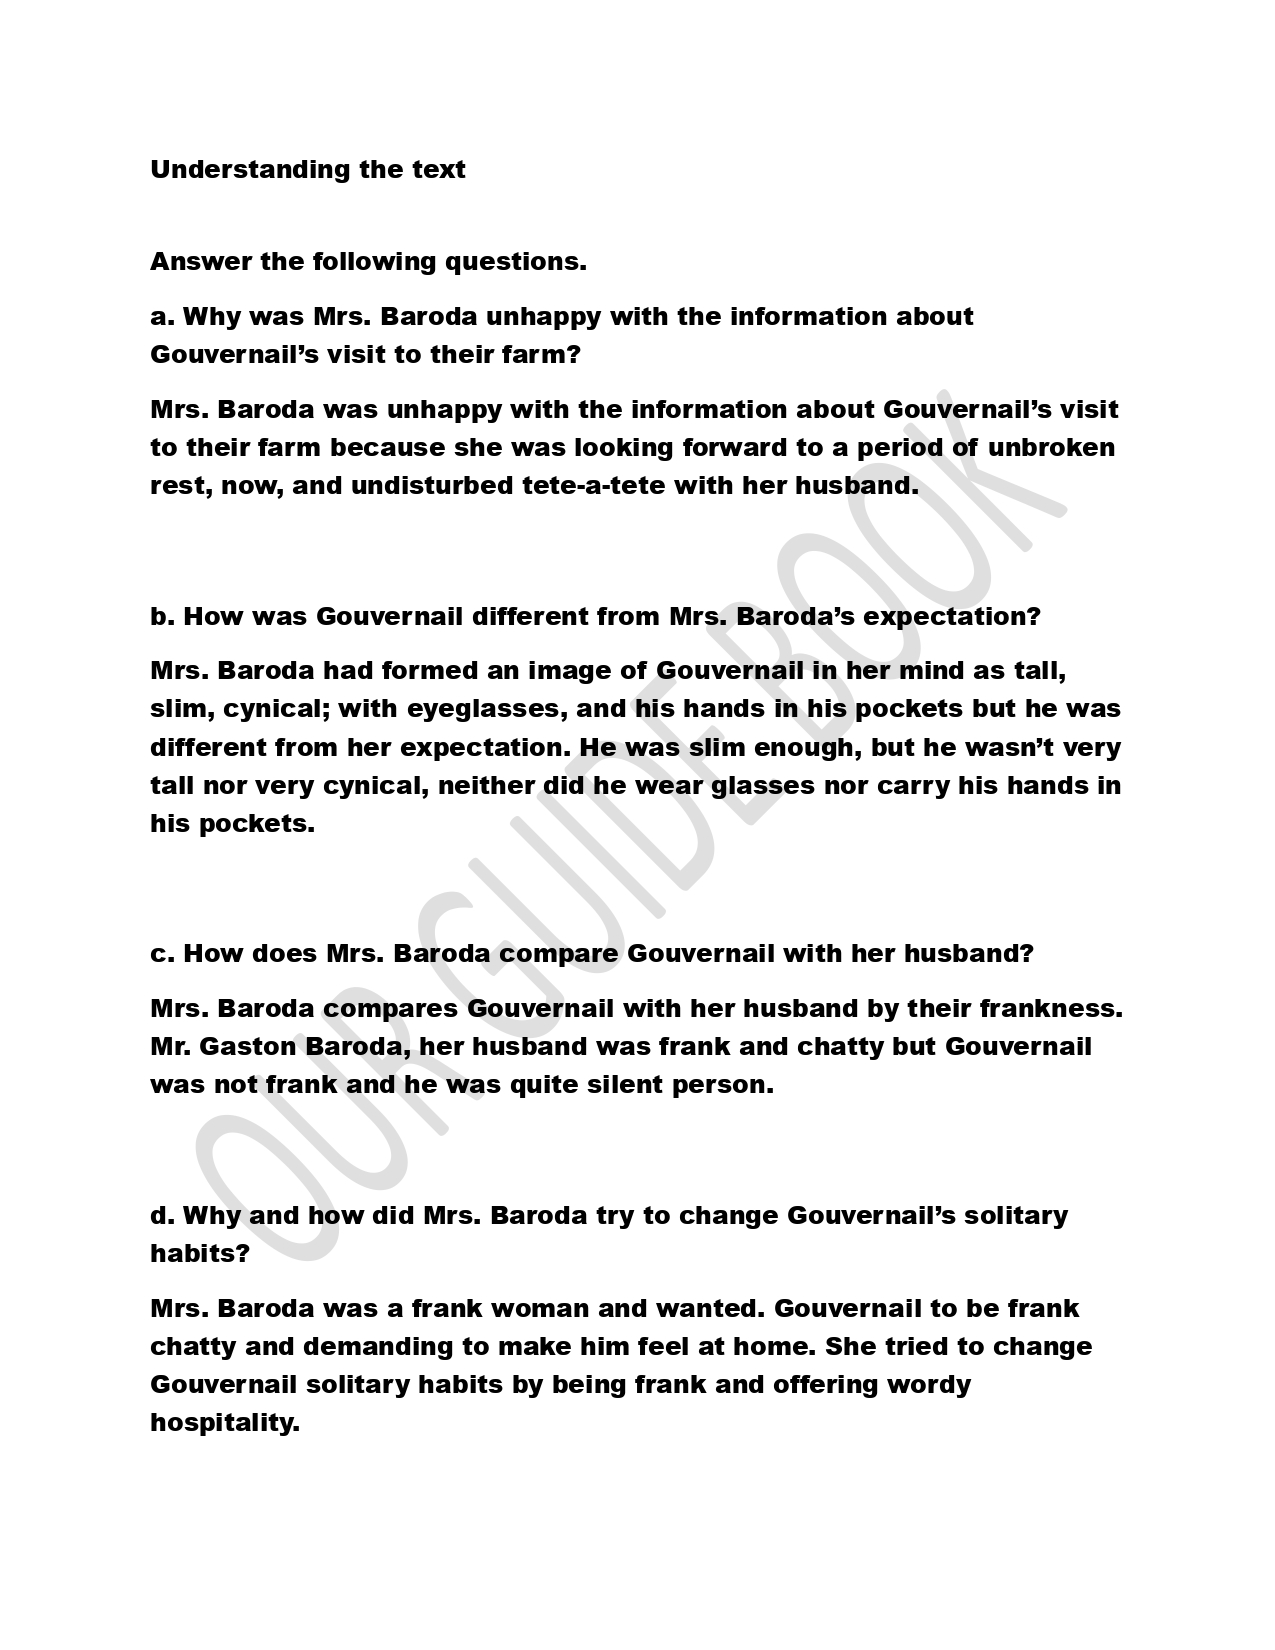 Understanding the text
Answer the following questions.
a. Why was Mrs. Baroda unhappy with the information about
Gouvernail’s visit to their farm?
Mrs. Baroda was unhappy with the information about Gouvernail’s visit
to their farm because she was looking forward to a period of unbroken
rest, now, and undisturbed tete-a-tete with her husband.
b. How was Gouvernail different from Mrs. Baroda’s expectation?
Mrs. Baroda had formed an image of Gouvernail in her mind as tall,
slim, cynical; with eyeglasses, and his hands in his pockets but he was
different from her expectation. He was slim enough, but he wasn’t very
tall nor very cynical, neither did he wear glasses nor carry his hands in
his pockets.
c. How does Mrs. Baroda compare Gouvernail with her husband?
Mrs. Baroda compares Gouvernail with her husband by their frankness.
Mr. Gaston Baroda, her husband was frank and chatty but Gouvernail
was not frank and he was quite silent person.
d. Why and how did Mrs. Baroda try to change Gouvernail’s solitary
habits?
Mrs. Baroda was a frank woman and wanted. Gouvernail to be frank
chatty and demanding to make him feel at home. She tried to change
Gouvernail solitary habits by being frank and offering wordy
hospitality.
OUR GUIDE BOOK